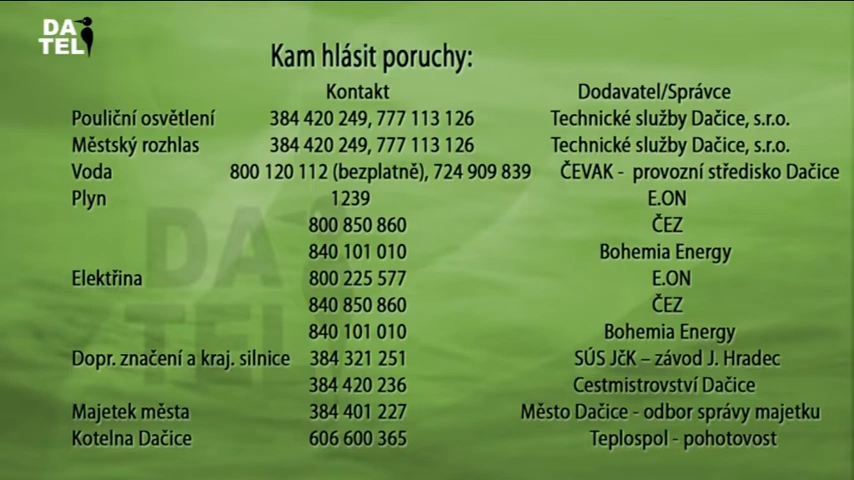 DA
TEL
Kam hlásit poruchy:
Kontakt Dodavatel/Správce
Pouliční osvětlení 384 420 249, 777 113 126 Technické služby Dačice, s.r.o.
Městský rozhlas 384 420 249, 777 113 126 Technické služby Dačice, s.r.o.
Voda 800 120 112 (bezplatně), 724 909 839 ČEVAK - provozní středisko Dačice
Plyn 1239 E.ON
800 850 860 ČEZ
840 101 010 Bohemia Energy
Elektřina 800 225 577 E.ON
840 850 860 ČEZ
840 101 010 Bohemia Energy
Dopr. značení a kraj. silnice 384 321 251 SÚS JčK – závod J. Hradec
384 420 236 Cestmistrovství Dačice
Majetek města 384 401 227 Město Dačice - odbor správy majetku
Kotelna Dačice 606 600 365 Teplospol - pohotovost
DA
TEL